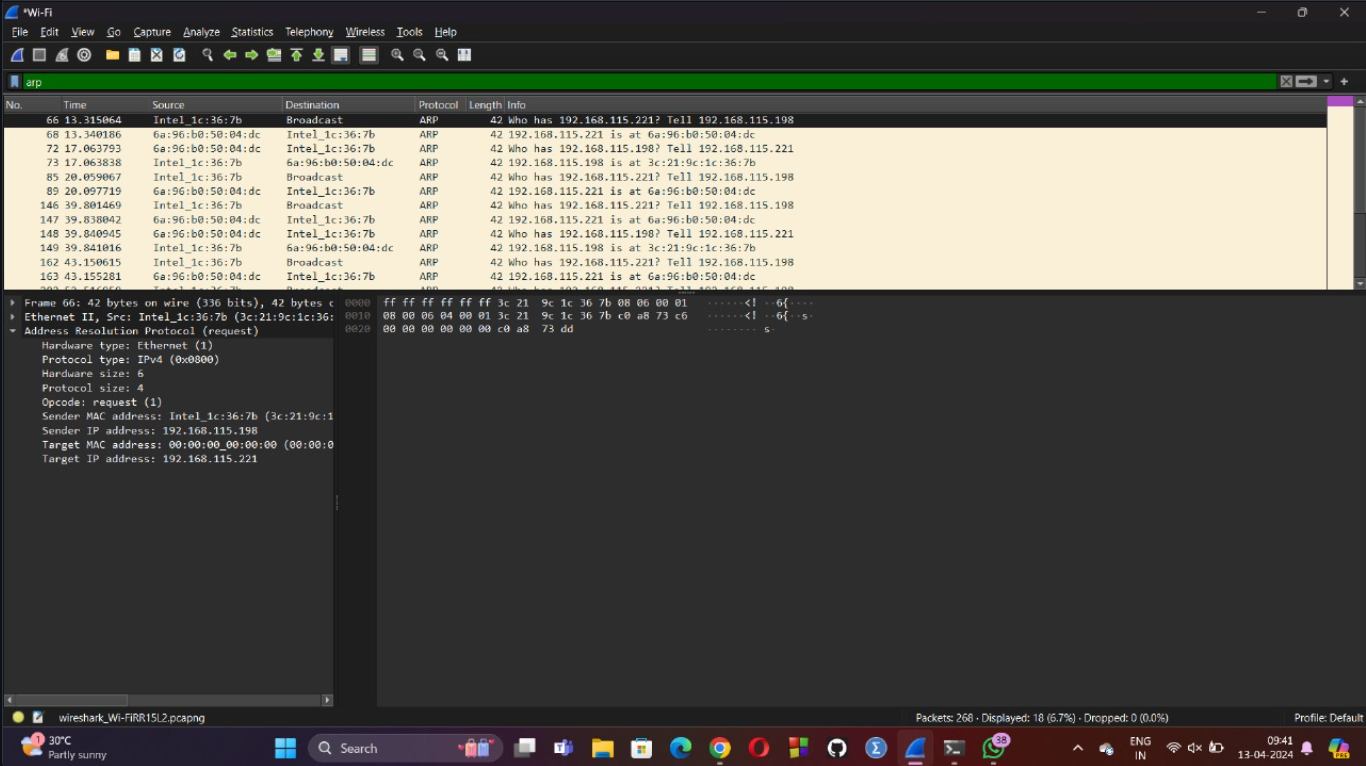 *Wi-Fi
File Edit View Go Capture Analyze Statistics Telephony Wireless Tools Help
arp
No. Time Source Destination Protocol Length Info
66 13.315064 Intel_1c:36:7b Broadcast ARP 42 Who has 192.168.115.221? Tell 192.168.115.198
68 13.340186 6a:96:b0:50:04:dc Intel_1c:36:7b ARP 42 192.168.115.221 is at 6a:96:b0:50:04:dc
72 17.063793 6a:96:b0:50:04:dc Intel_1c:36:7b ARP 42 Who has 192.168.115.198? Tell 192.168.115.221
73 17.063838 Intel_1c:36:7b 6a:96:b0:50:04:dc ARP 42 192.168.115.198 is at 3c:21:9c:1c:36:7b
85 20.059067 Intel_1c:36:7b Broadcast ARP 42 Who has 192.168.115.221? Tell 192.168.115.198
89 20.097719 6a:96:b0:50:04:dc Intel_1c:36:7b ARP 42 192.168.115.221 is at 6a:96:b0:50:04:dc
146 39.801469 Intel_1c:36:7b Broadcast ARP 42 Who has 192.168.115.221? Tell 192.168.115.198
147 39.838042 6a:96:b0:50:04:dc Intel_1c:36:7b ARP 42 192.168.115.221 is at 6a:96:b0:50:04:dc
148 39.840945 6a:96:b0:50:04:dc Intel_1c:36:7b ARP 42 Who has 192.168.115.198? Tell 192.168.115.221
149 39.841016 Intel_1c:36:7b 6a:96:b0:50:04:dc ARP 42 192.168.115.198 is at 3c:21:9c:1c:36:7b
162 43.150615 Intel_1c:36:7b Broadcast ARP 42 Who has 192.168.115.221? Tell 192.168.115.198
163 43.155281 6a:96:b0:50:04:dc Intel_1c:36:7b ARP 42 192.168.115.221 is at 6a:96:b0:50:04:dc
Frame 66: 42 bytes on wire (336 bits), 42 bytes c
Ethernet II, Src: Intel_1c:36:7b (3c:21:9c:1c:36:
Address Resolution Protocol (request)
Hardware type: Ethernet (1)
Protocol type: IPv4 (0x0800)
Hardware size: 6
Protocol size: 4
Opcode: request (1)
Sender MAC address: Intel_1c:36:7b (3c:21:9c:1
Sender IP address: 192.168.115.198
Target MAC address: 00:00:00_00:00:00 (00:00:0
Target IP address: 192.168.115.221
0000 ff ff ff ff ff ff 3c 21 9c 1c 36 7b 08 06 00 01 ······<! ··6{····
0010 08 00 06 04 00 01 3c 21 9c 1c 36 7b c0 a8 73 c6 ······<! ··6{··s·
0020 00 00 00 00 00 00 c0 a8 73 dd ········ s·
wireshark_Wi-FiRR15L2.pcapng
Packets: 268 · Displayed: 18 (6.7%) · Dropped: 0 (0.0%)
Profile: Default
1
30°C
Partly sunny
Search
38
ENG
IN
09:41
13-04-2024
PRE